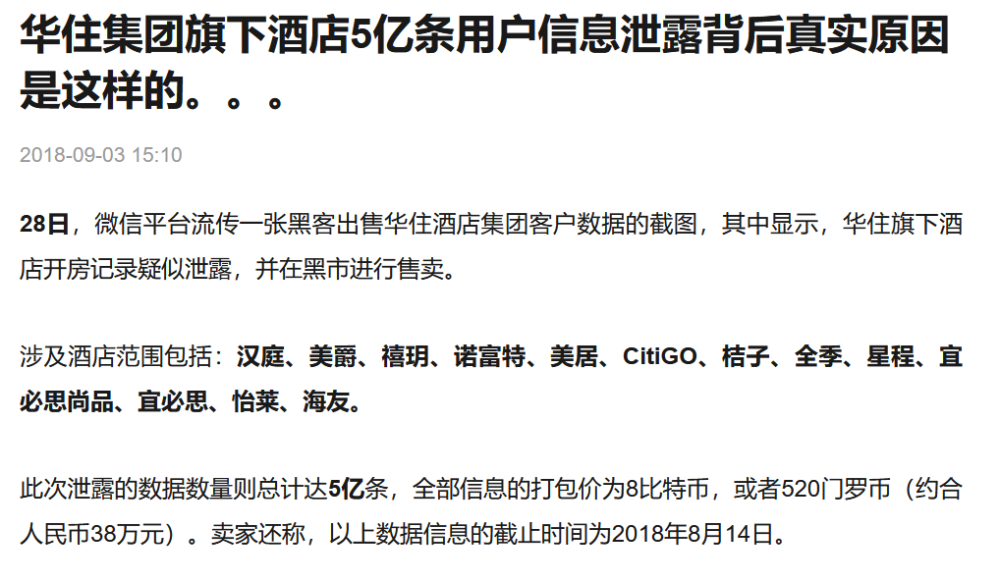 华住集团旗下酒店5亿条用户信息泄露背后真实原因
是这样的。。。
2018-09-03 15:10
28日，微信平台流传一张黑客出售华住酒店集团客户数据的截图，其中显示，华住旗下酒
店开房记录疑似泄露，并在黑市进行售卖。
涉及酒店范围包括：汉庭、美爵、禧玥、诺富特、美居、CitiGO、桔子、全季、星程、宜
必思尚品、宜必思、怡莱、海友。
此次泄露的数据数量则总计达5亿条，全部信息的打包价为8比特币，或者520门罗币（约合
人民币38万元）。卖家还称，以上数据信息的截止时间为2018年8月14日。